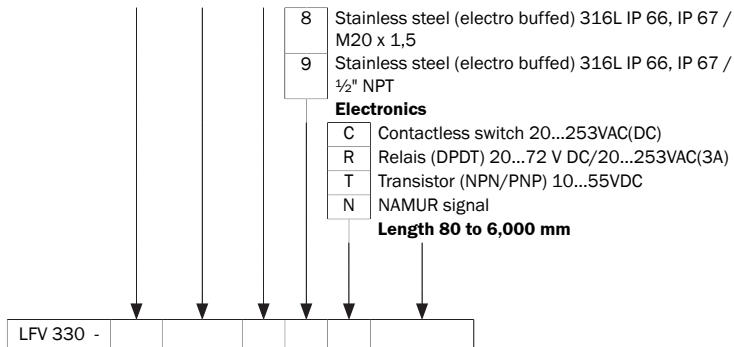 8 Stainless steel (electro buffed) 316L IP 66, IP 67 /
M20 x 1,5
9 Stainless steel (electro buffed) 316L IP 66, IP 67 /
½" NPT
Electronics
C Contactless switch 20...253VAC(DC)
R Relais (DPDT) 20...72 V DC/20...253VAC(3A)
T Transistor (NPN/PNP) 10...55VDC
N NAMUR signal
Length 80 to 6,000 mm
LFV 330 -